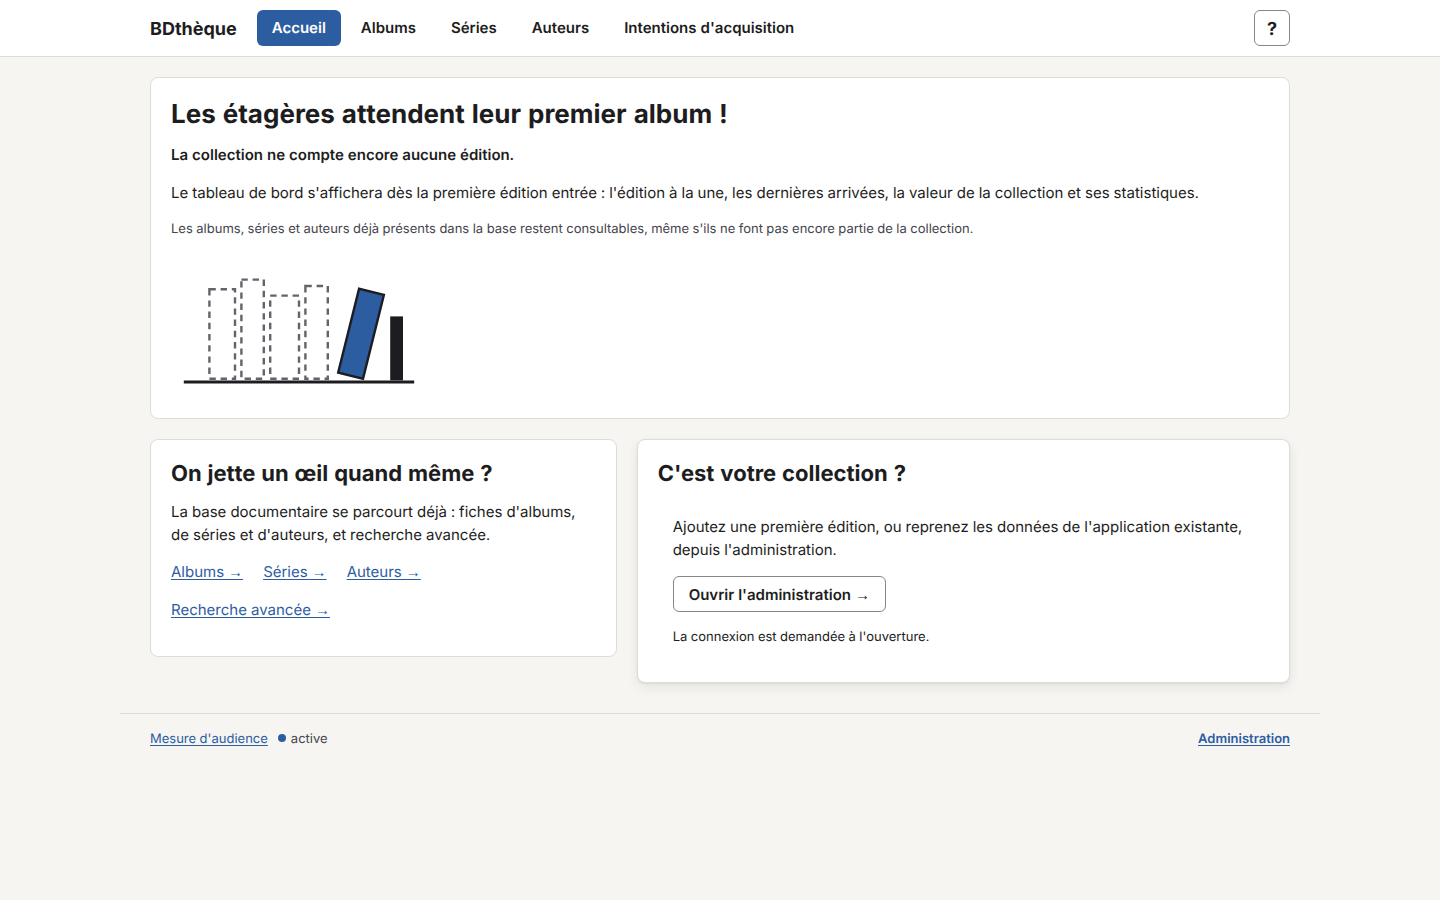 BDthèque Accueil Albums Séries Auteurs Intentions d'acquisition ?
Les étagères attendent leur premier album !
La collection ne compte encore aucune édition.
Le tableau de bord s'affichera dès la première édition entrée : l'édition à la une, les dernières arrivées, la valeur de la collection et ses statistiques.
Les albums, séries et auteurs déjà présents dans la base restent consultables, même s'ils ne font pas encore partie de la collection.
On jette un œil quand même ?
La base documentaire se parcourt déjà : fiches d'albums,
de séries et d'auteurs, et recherche avancée.
Albums → Séries → Auteurs →
Recherche avancée →
C'est votre collection ?
Ajoutez une première édition, ou reprenez les données de l'application existante,
depuis l'administration.
Ouvrir l'administration →
La connexion est demandée à l'ouverture.
Mesure d'audience active Administration